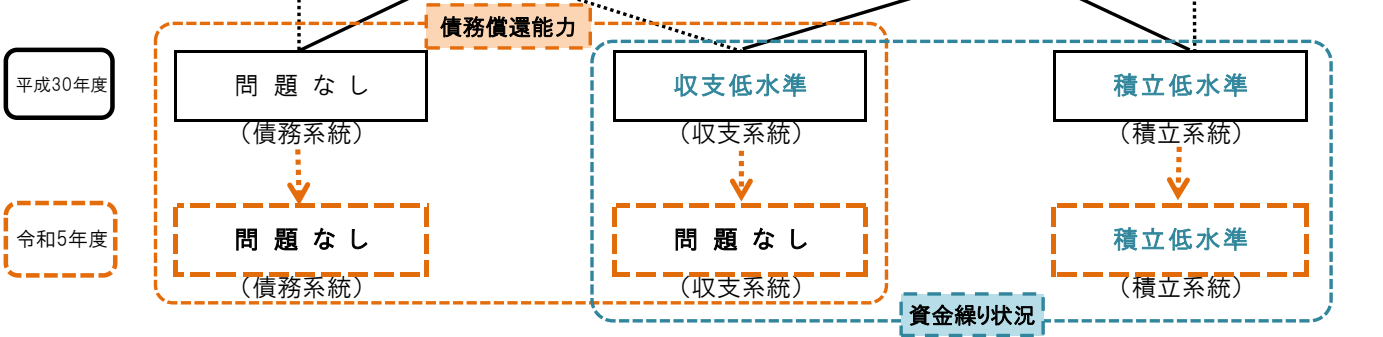 債務償還能力
平成30年度
問題なし
収支低水準
積立低水準
（債務系統）
（収支系統）
（積立系統）
令和5年度
問題なし
問題なし
積立低水準
（債務系統）
（収支系統）
（積立系統）
資金繰り状況